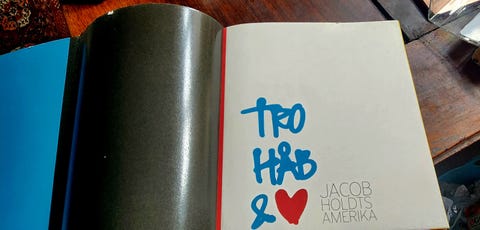 TRO
HÅB
& ❤
JACOB
HOLDTS
AMERIKA